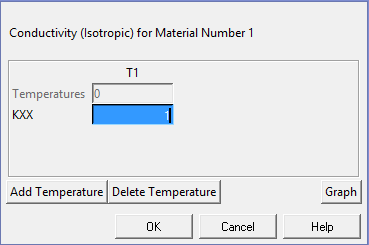 Conductivity (Isotropic) for Material Number 1
T1
Temperatures 0
KXX 1
Add Temperature Delete Temperature Graph
OK Cancel Help